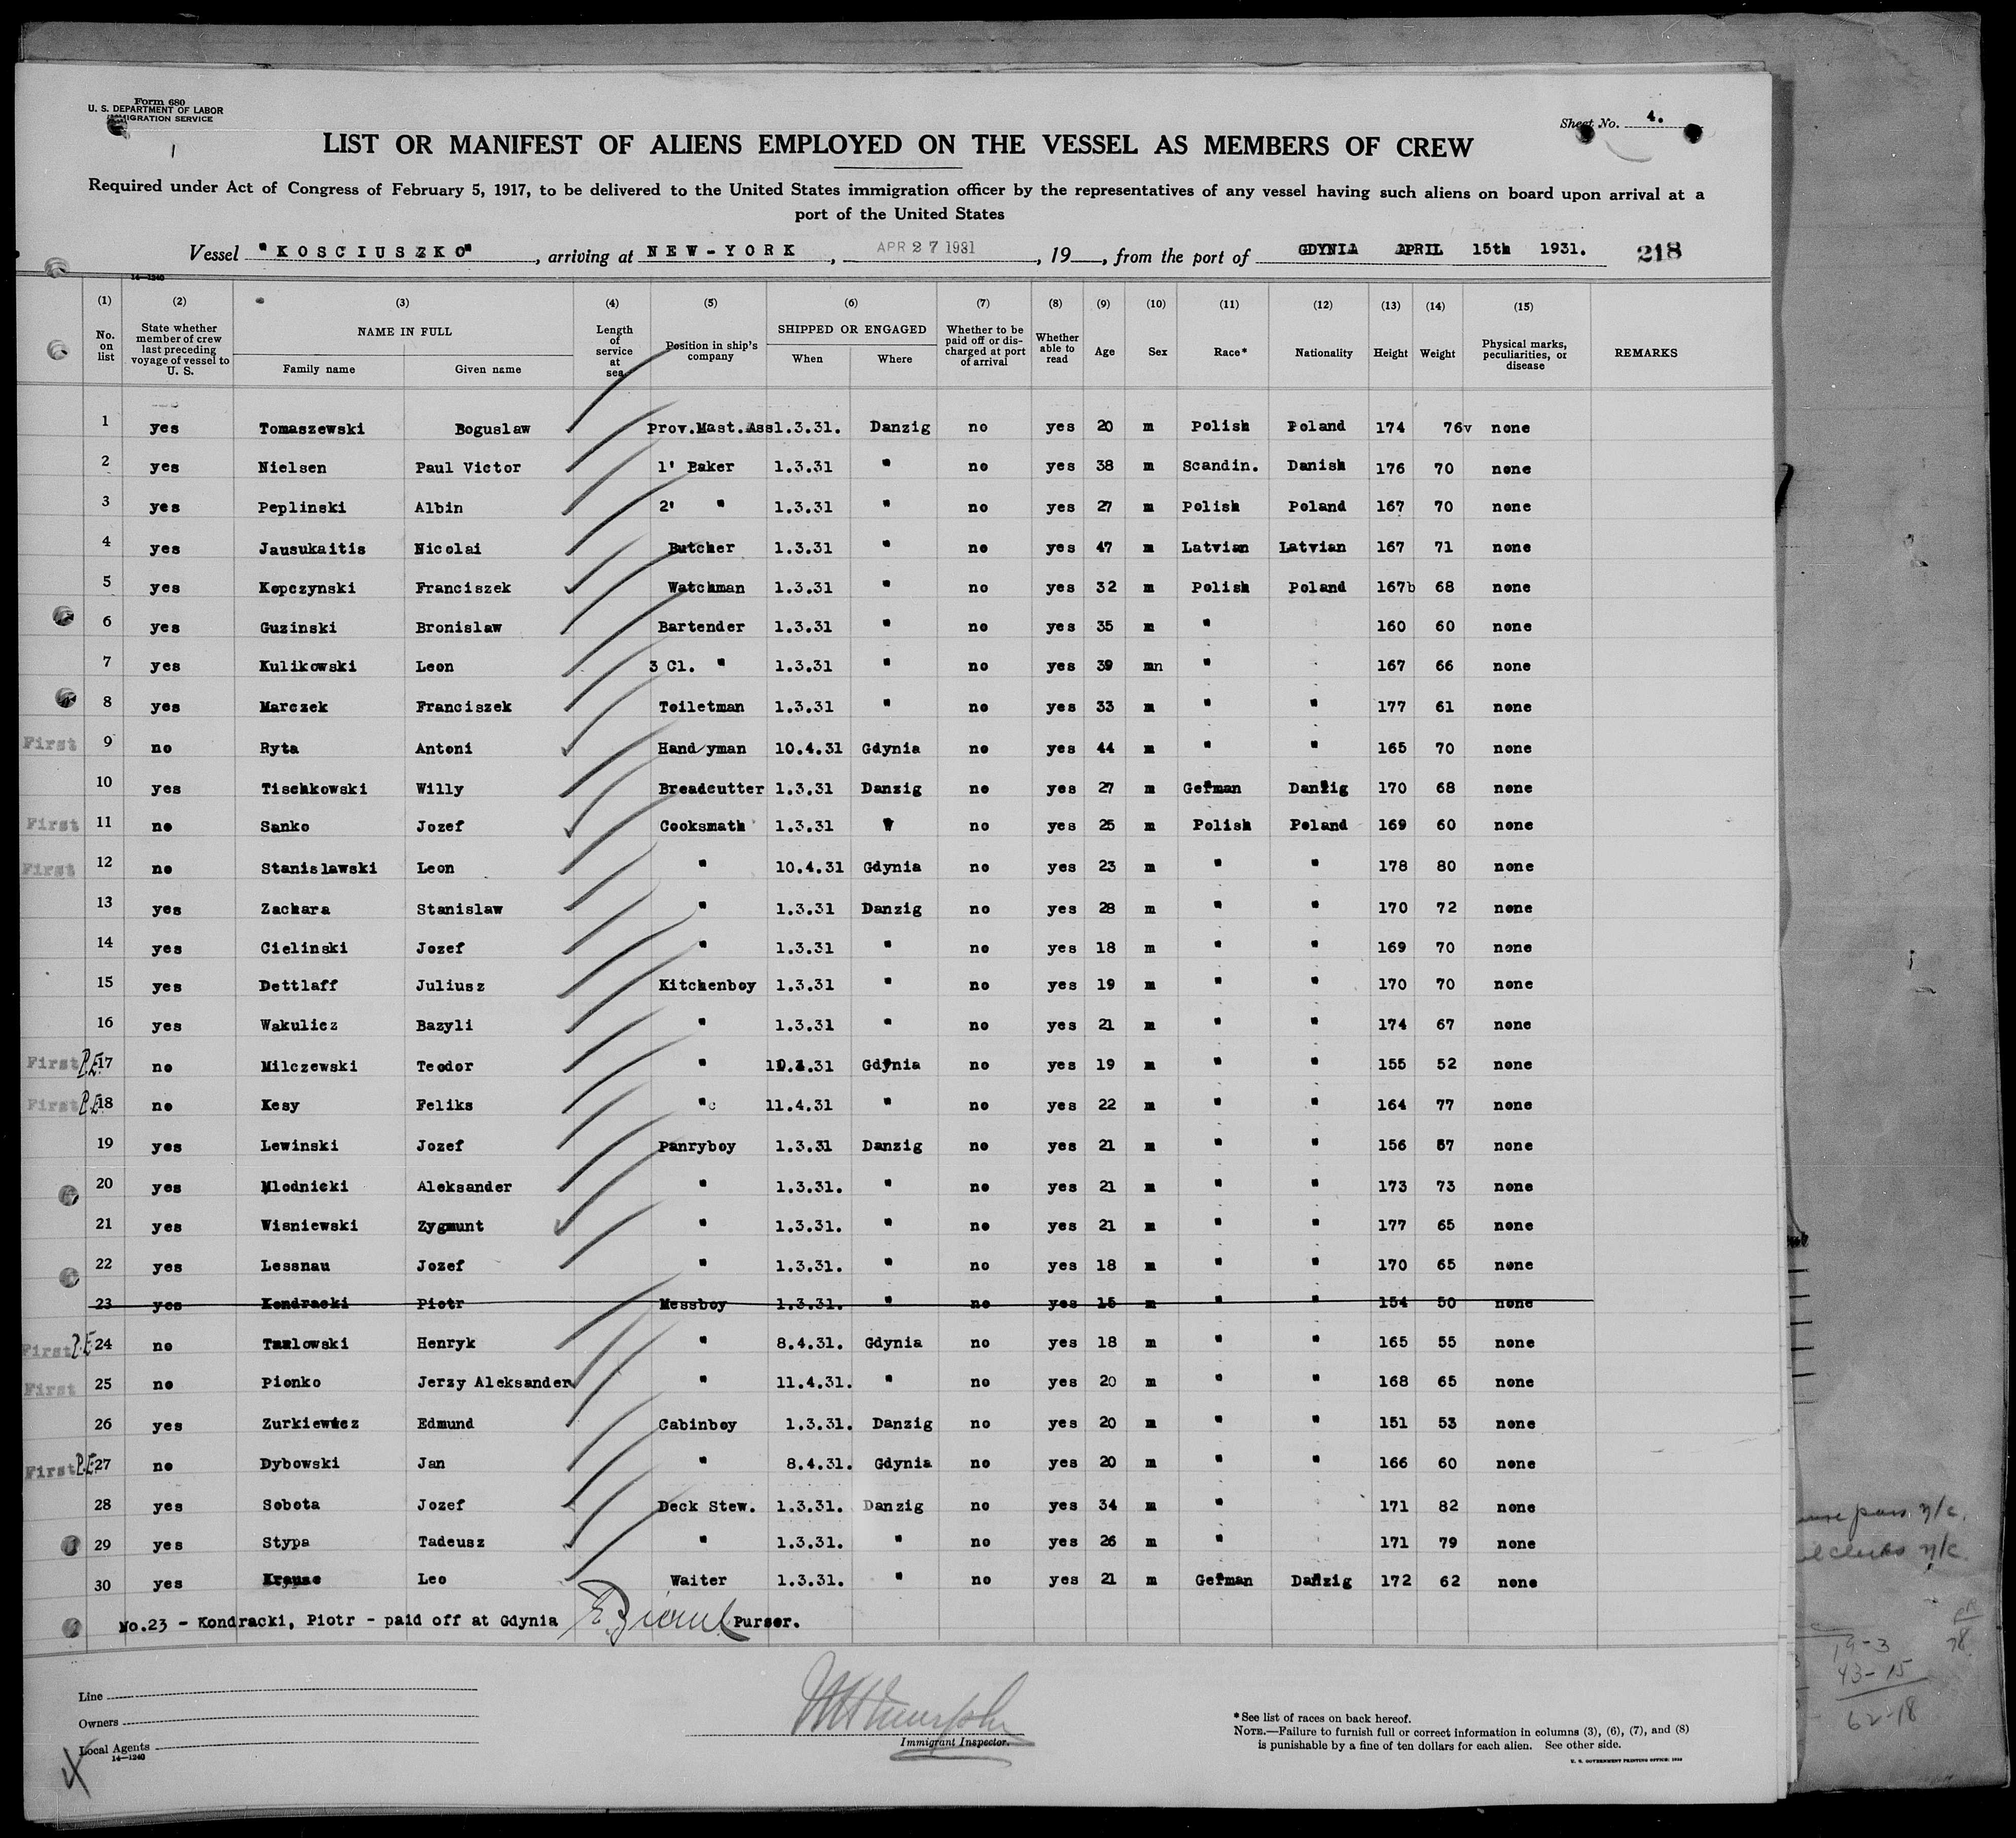 Form 680
U. S. DEPARTMENT OF LABOR
IMMIGRATION SERVICE
Sheet No. 4.
LIST OR MANIFEST OF ALIENS EMPLOYED ON THE VESSEL AS MEMBERS OF CREW
Required under Act of Congress of February 5, 1917, to be delivered to the United States immigration officer by the representatives of any vessel having such aliens on board upon arrival at a
port of the United States
Vessel "KOSCIUSZKO", arriving at NEW-YORK, APR 27 1931, 19, from the port of GDYNIA APRIL 15th 1931. 218
14—1240
(1) (2) (3) (4) (5) (6) (7) (8) (9) (10) (11) (12) (13) (14) (15)
No. on list State whether member of crew last preceding voyage of vessel to U. S. NAME IN FULL Family name Given name Length of service at sea Position in ship's company SHIPPED OR ENGAGED When Where Whether to be paid off or discharged at port of arrival Whether able to read Age Sex Race* Nationality Height Weight Physical marks, peculiarities, or disease REMARKS
1 yes Tomaszewski Boguslaw Prov.Mast.Ass 1.3.31. Danzig no yes 20 m Polish Poland 174 76v none
2 yes Nielsen Paul Victor 1' Baker 1.3.31 " no yes 38 m Scandin. Danish 176 70 none
3 yes Peplinski Albin 2' " 1.3.31 " no yes 27 m Polish Poland 167 70 none
4 yes Jausukaitis Nicolai Butcher 1.3.31 " no yes 47 m Latvian Latvian 167 71 none
5 yes Kopczynski Franciszek Watchman 1.3.31 " no yes 32 m Polish Poland 167b 68 none
6 yes Guzinski Bronislaw Bartender 1.3.31 " no yes 35 m " 160 60 none
7 yes Kulikowski Leon 3 Cl. " 1.3.31 " no yes 39 mn " 167 66 none
8 yes Marczek Franciszek Toiletman 1.3.31 " no yes 33 m " " 177 61 none
First 9 no Ryta Antoni Hand yman 10.4.31 Gdynia no yes 44 m " " 165 70 none
10 yes Tischkowski Willy Breadcutter 1.3.31 Danzig no yes 27 m German Danzig 170 68 none
First 11 no Sanko Jozef Cooksmath 1.3.31 " no yes 25 m Polish Poland 169 60 none
First 12 no Stanislawski Leon " 10.4.31 Gdynia no yes 23 m " " 178 80 none
13 yes Zachara Stanislaw " 1.3.31 Danzig no yes 28 m " " 170 72 none
14 yes Cielinski Jozef " 1.3.31 " no yes 18 m " " 169 70 none
15 yes Dettlaff Juliusz Kitchenboy 1.3.31 " no yes 19 m " " 170 70 none
16 yes Wakulicz Bazyli " 1.3.31 " no yes 21 m " " 174 67 none
First P.E. 17 no Milczewski Teodor " .31 Gdynia no yes 19 m " " 155 52 none
First P.E. 18 no Kesy Feliks " 11.4.31 " no yes 22 m " " 164 77 none
19 yes Lewinski Jozef Panryboy 1.3.31 Danzig no yes 21 m " " 156 57 none
20 yes Mlodnicki Aleksander " 1.3.31. " no yes 21 m " " 173 73 none
21 yes Wisniewski Zygmunt " 1.3.31. " no yes 21 m " " 177 65 none
22 yes Lessnau Jozef " 1.3.31. " no yes 18 m " " 170 65 none
23 yes Kondracki Piotr Messboy 1.3.31. " no yes 15 m " " 154 50 none
First P.E. 24 no Henryk " 8.4.31. Gdynia no yes 18 m " " 165 55 none
First 25 no Pionko Jerzy Aleksander " 11.4.31. " no yes 20 m " " 168 65 none
26 yes Zurkiewicz Edmund Cabinboy 1.3.31. Danzig no yes 20 m " " 151 53 none
First P.E. 27 no Dybowski Jan " 8.4.31. Gdynia no yes 20 m " " 166 60 none
28 yes Sobota Jozef Deck Stew. 1.3.31. Danzig no yes 34 m " 171 82 none
29 yes Stypa Tadeusz " 1.3.31. " no yes 26 m " 171 79 none
30 yes Krause Leo Waiter 1.3.31. " no yes 21 m German Danzig 172 62 none
No.23 - Kondracki, Piotr - paid off at Gdynia Purser.
Line
Owners
Local Agents
14—1240
Immigrant Inspector.
*See list of races on back hereof.
NOTE.—Failure to furnish full or correct information in columns (3), (6), (7), and (8)
is punishable by a fine of ten dollars for each alien. See other side.
U. S. GOVERNMENT PRINTING OFFICE: 1930
19-3
43-15
62-18